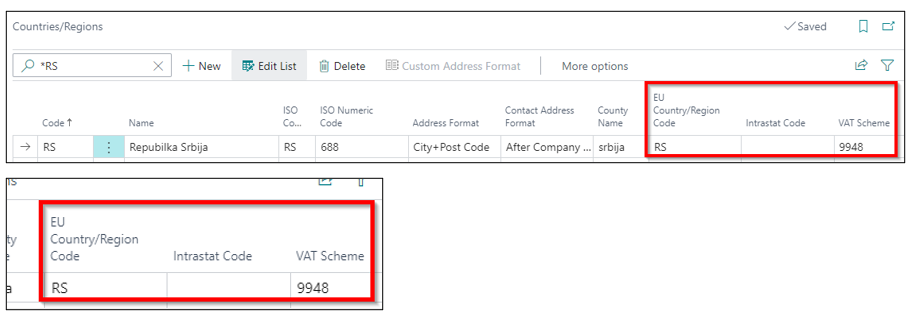 Countries/Regions
Saved
*RS
New
Edit List
Delete
Custom Address Format
More options
Code ↑
Name
ISO
Co...
ISO Numeric
Code
Address Format
Contact Address
Format
County
Name
EU
Country/Region
Code
Intrastat Code
VAT Scheme
RS
Repubilka Srbija
RS
688
City+Post Code
After Company ...
srbija
RS
9948
EU
Country/Region
Code
Intrastat Code
VAT Scheme
RS
9948